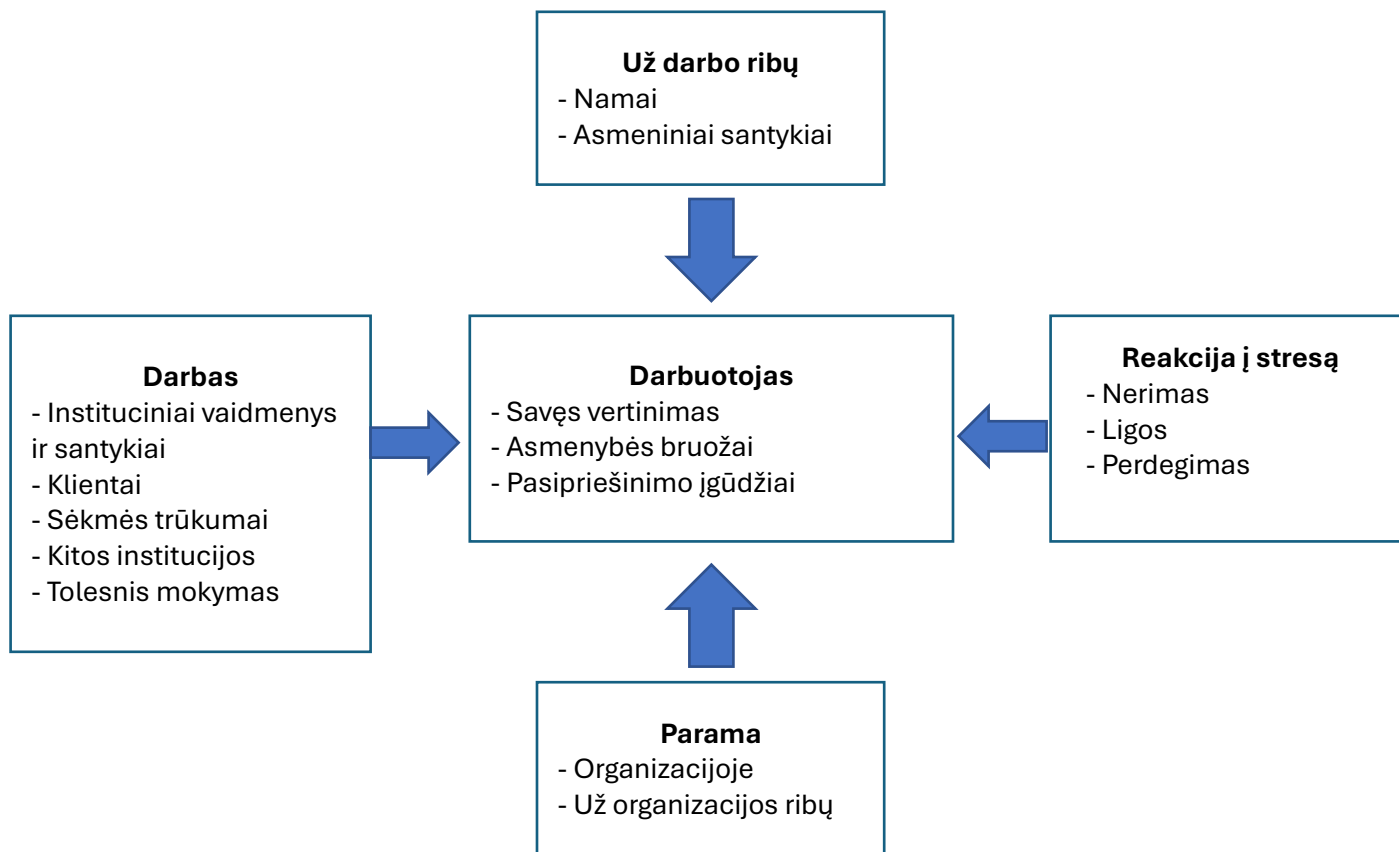 Už darbo ribų
- Namai
- Asmeniniai santykiai
Darbas
- Instituciniai vaidmenys
ir santykiai
- Klientai
- Sėkmės trūkumai
- Kitos institucijos
- Tolesnis mokymas
Darbuotojas
- Savęs vertinimas
- Asmenybės bruožai
- Pasipriešinimo įgūdžiai
Reakcija į stresą
- Nerimas
- Ligos
- Perdegimas
Parama
- Organizacijoje
- Už organizacijos ribų